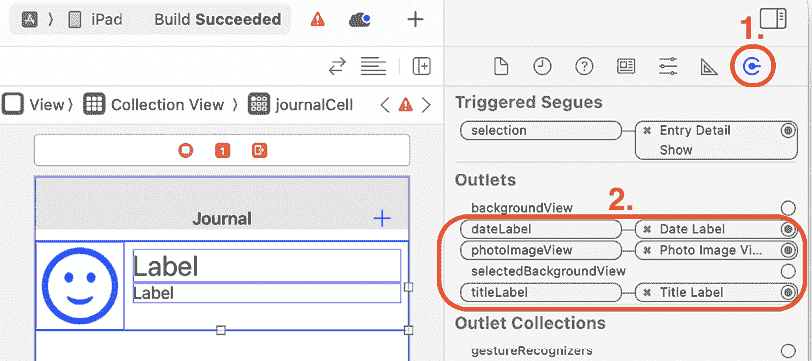 iPad Build Succeeded
1.
View
Collection View
journalCell
Triggered Segues
selection
Entry Detail
Show
Outlets
2.
backgroundView
dateLabel
Date Label
photoImageView
Photo Image Vi...
selectedBackgroundView
titleLabel
Title Label
Outlet Collections
gestureRecognizers
1
Journal
Label
Label